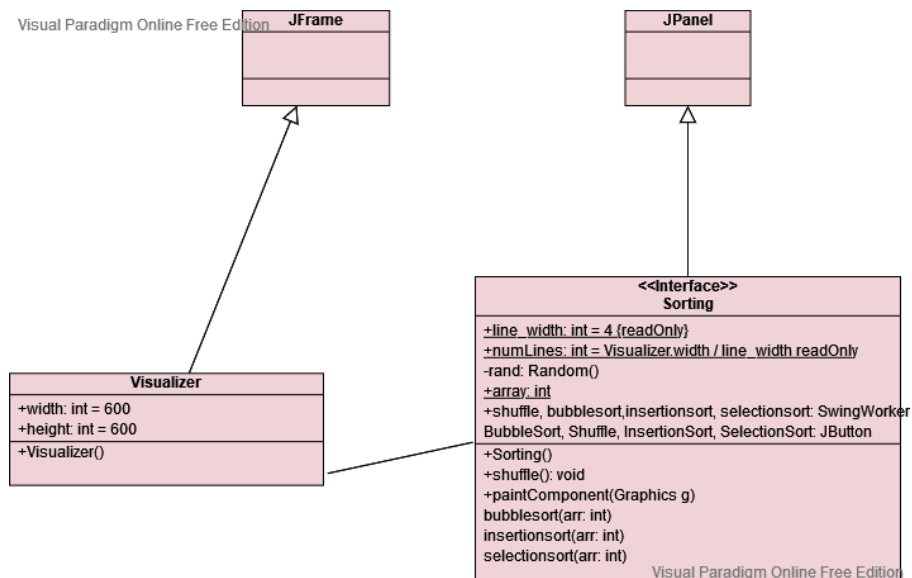 Visual Paradigm Online Free Edition
JFrame
JPanel
<<Interface>>
Sorting
+line_width: int = 4 {readOnly}
+numLines: int = Visualizer.width / line_width readOnly
-rand: Random()
+array: int
+shuffle, bubblesort,insertionsort, selectionsort: SwingWorker
BubbleSort, Shuffle, InsertionSort, SelectionSort: JButton
+Sorting()
+shuffle(): void
+paintComponent(Graphics g)
bubblesort(arr: int)
insertionsort(arr: int)
selectionsort(arr: int)
Visualizer
+width: int = 600
+height: int = 600
+Visualizer()
Visual Paradigm Online Free Edition